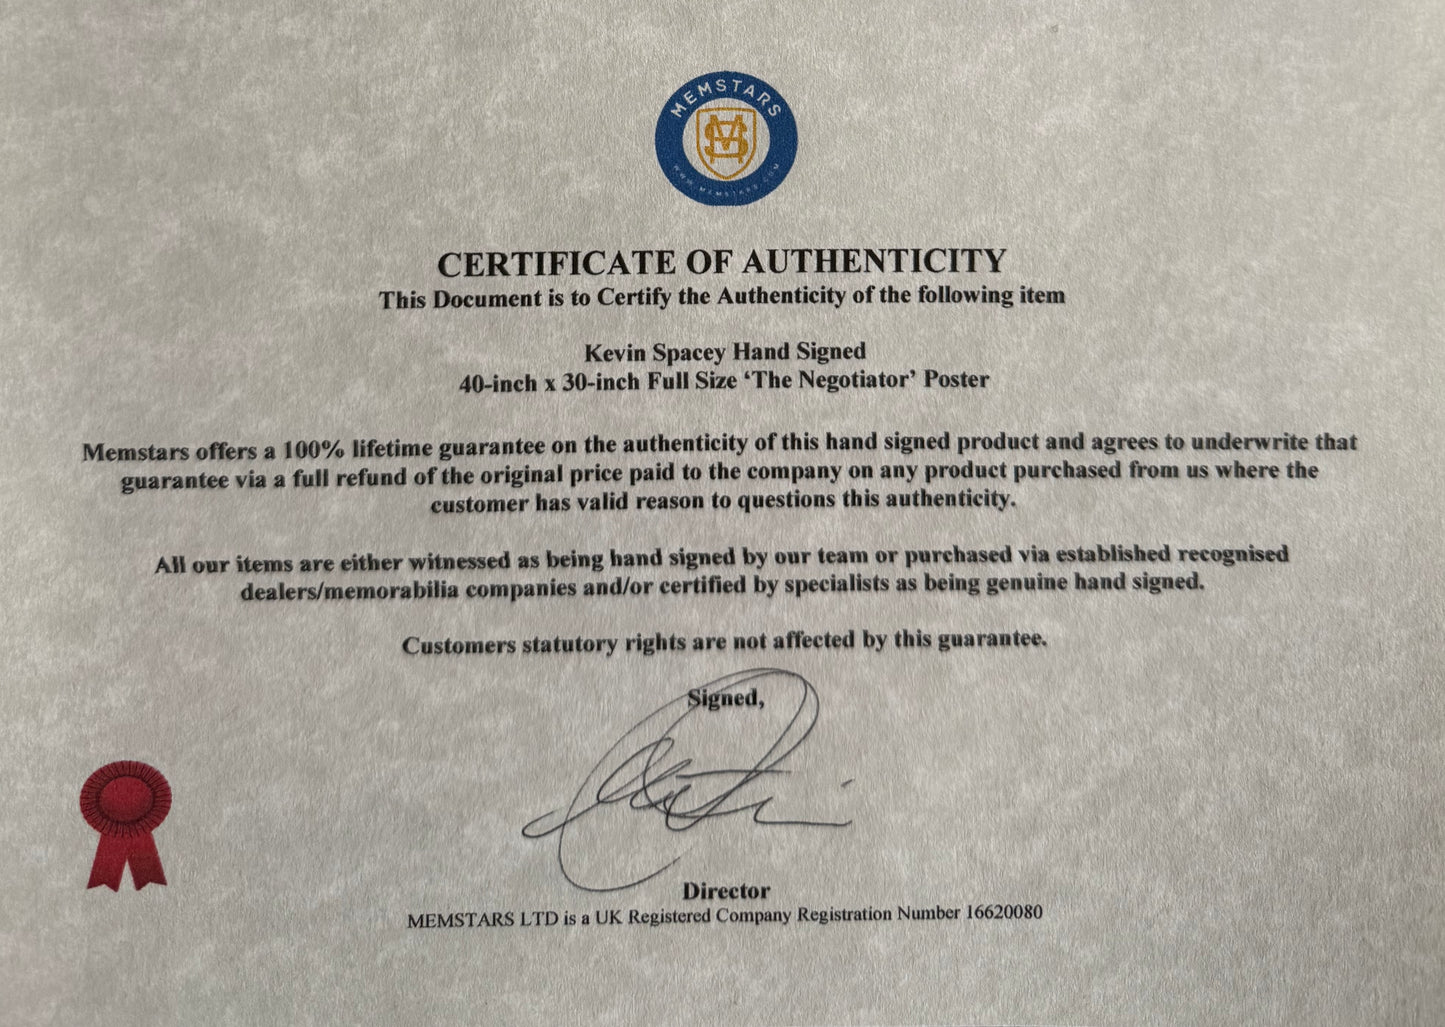 MEMSTARS
WWW.MEMSTARS.COM
CERTIFICATE OF AUTHENTICITY
This Document is to Certify the Authenticity of the following item
Kevin Spacey Hand Signed
40-inch x 30-inch Full Size ‘The Negotiator’ Poster
Memstars offers a 100% lifetime guarantee on the authenticity of this hand signed product and agrees to underwrite that
guarantee via a full refund of the original price paid to the company on any product purchased from us where the
customer has valid reason to questions this authenticity.
All our items are either witnessed as being hand signed by our team or purchased via established recognised
dealers/memorabilia companies and/or certified by specialists as being genuine hand signed.
Customers statutory rights are not affected by this guarantee.
Signed,
Director
MEMSTARS LTD is a UK Registered Company Registration Number 16620080